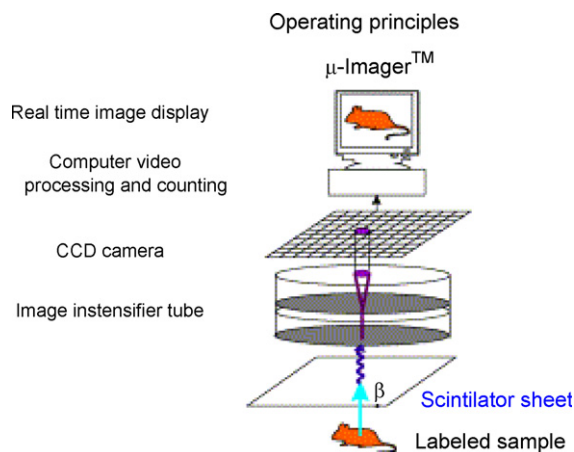 Operating principles
μ-Imager™
Real time image display
Computer video
processing and counting
CCD camera
Image instensifier tube
β
Scintilator sheet
Labeled sample